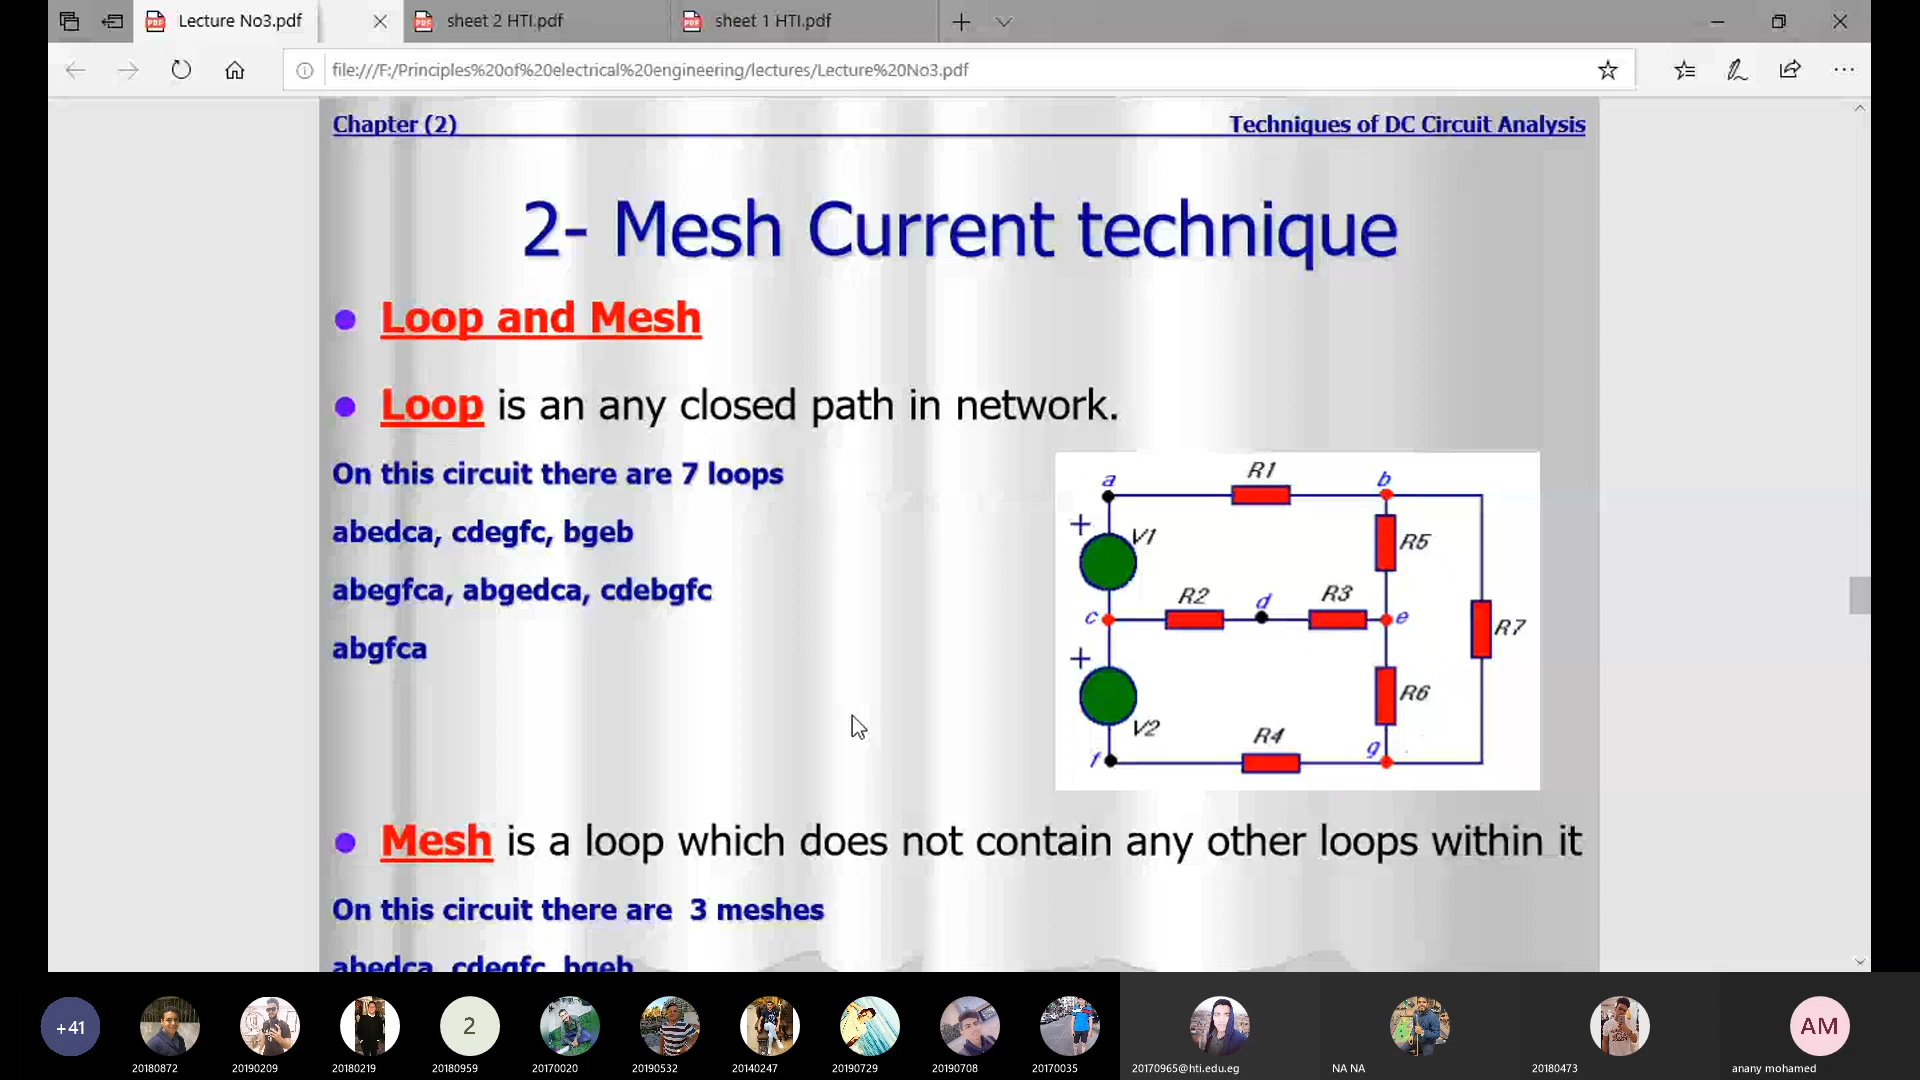 Lecture No3.pdf
sheet 2 HTI.pdf
sheet 1 HTI.pdf
file:///F:/Principles%20of%20electrical%20engineering/lectures/Lecture%20No3.pdf
Chapter (2)
Techniques of DC Circuit Analysis
2- Mesh Current technique
Loop and Mesh
Loop is an any closed path in network.
On this circuit there are 7 loops
abedca, cdegfc, bgeb
abegfca, abgedca, cdebgfc
abgfca
a
R1
b
+
V1
R5
c
R2
d
R3
e
R7
+
V2
R6
f
R4
g
Mesh is a loop which does not contain any other loops within it
On this circuit there are 3 meshes
abedca, cdegfc, bgeb
+41
2
AM
20180872
20190209
20180219
20180959
20170020
20190532
20140247
20190729
20190708
20170035
20170965@hti.edu.eg
NA NA
20180473
anany mohamed